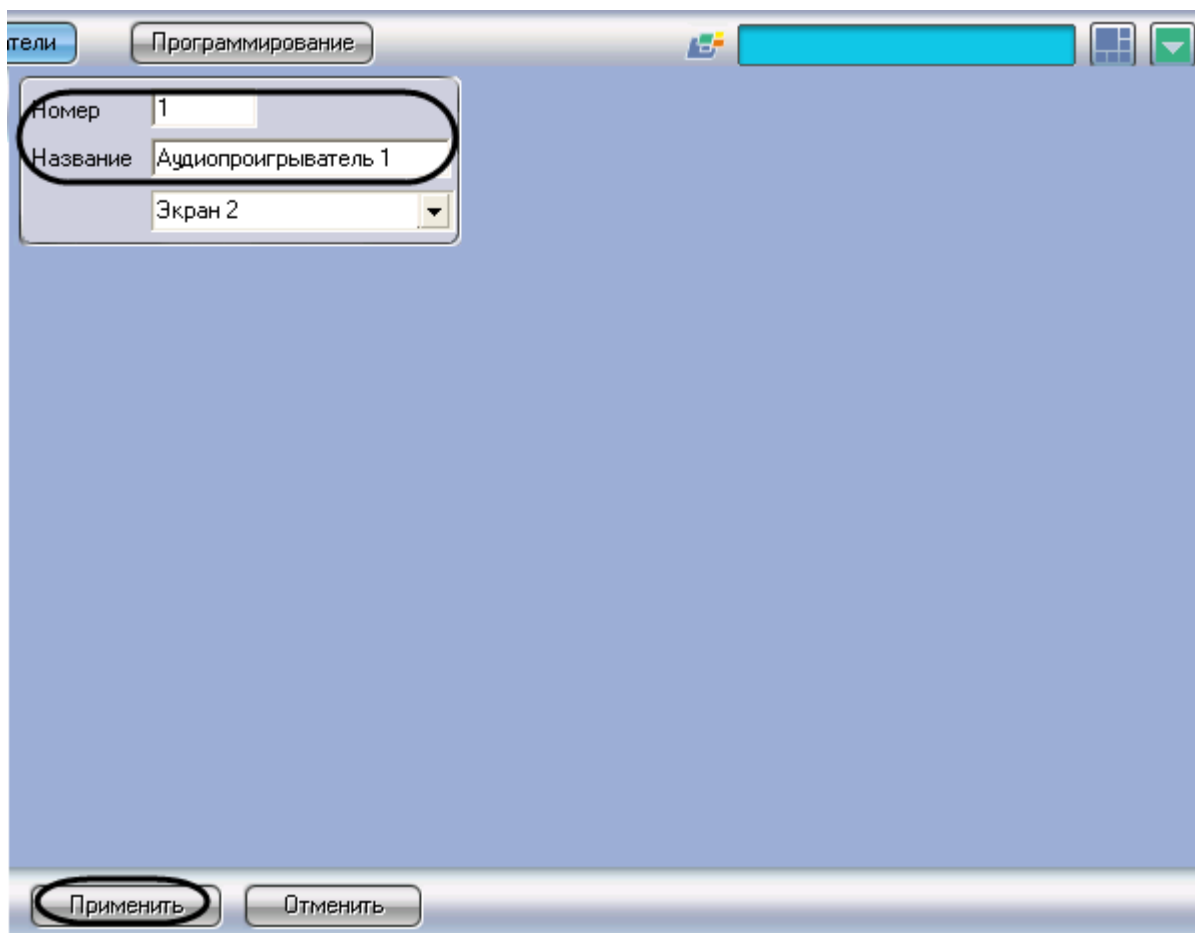 тели Программирование
Номер 1
Название Аудиопроигрыватель 1
Экран 2
Применить Отменить